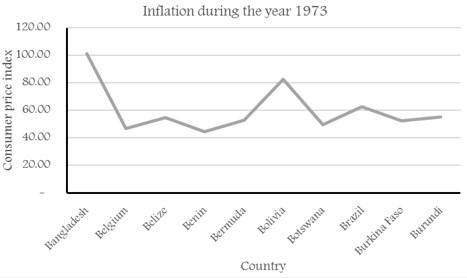 Inflation during the year 1973
Consumer price index
120.00
100.00
80.00
60.00
40.00
20.00
-
Bangladesh
Belgium
Belize
Benin
Bermuda
Bolivia
Botswana
Brazil
Burkina Faso
Burundi
Country